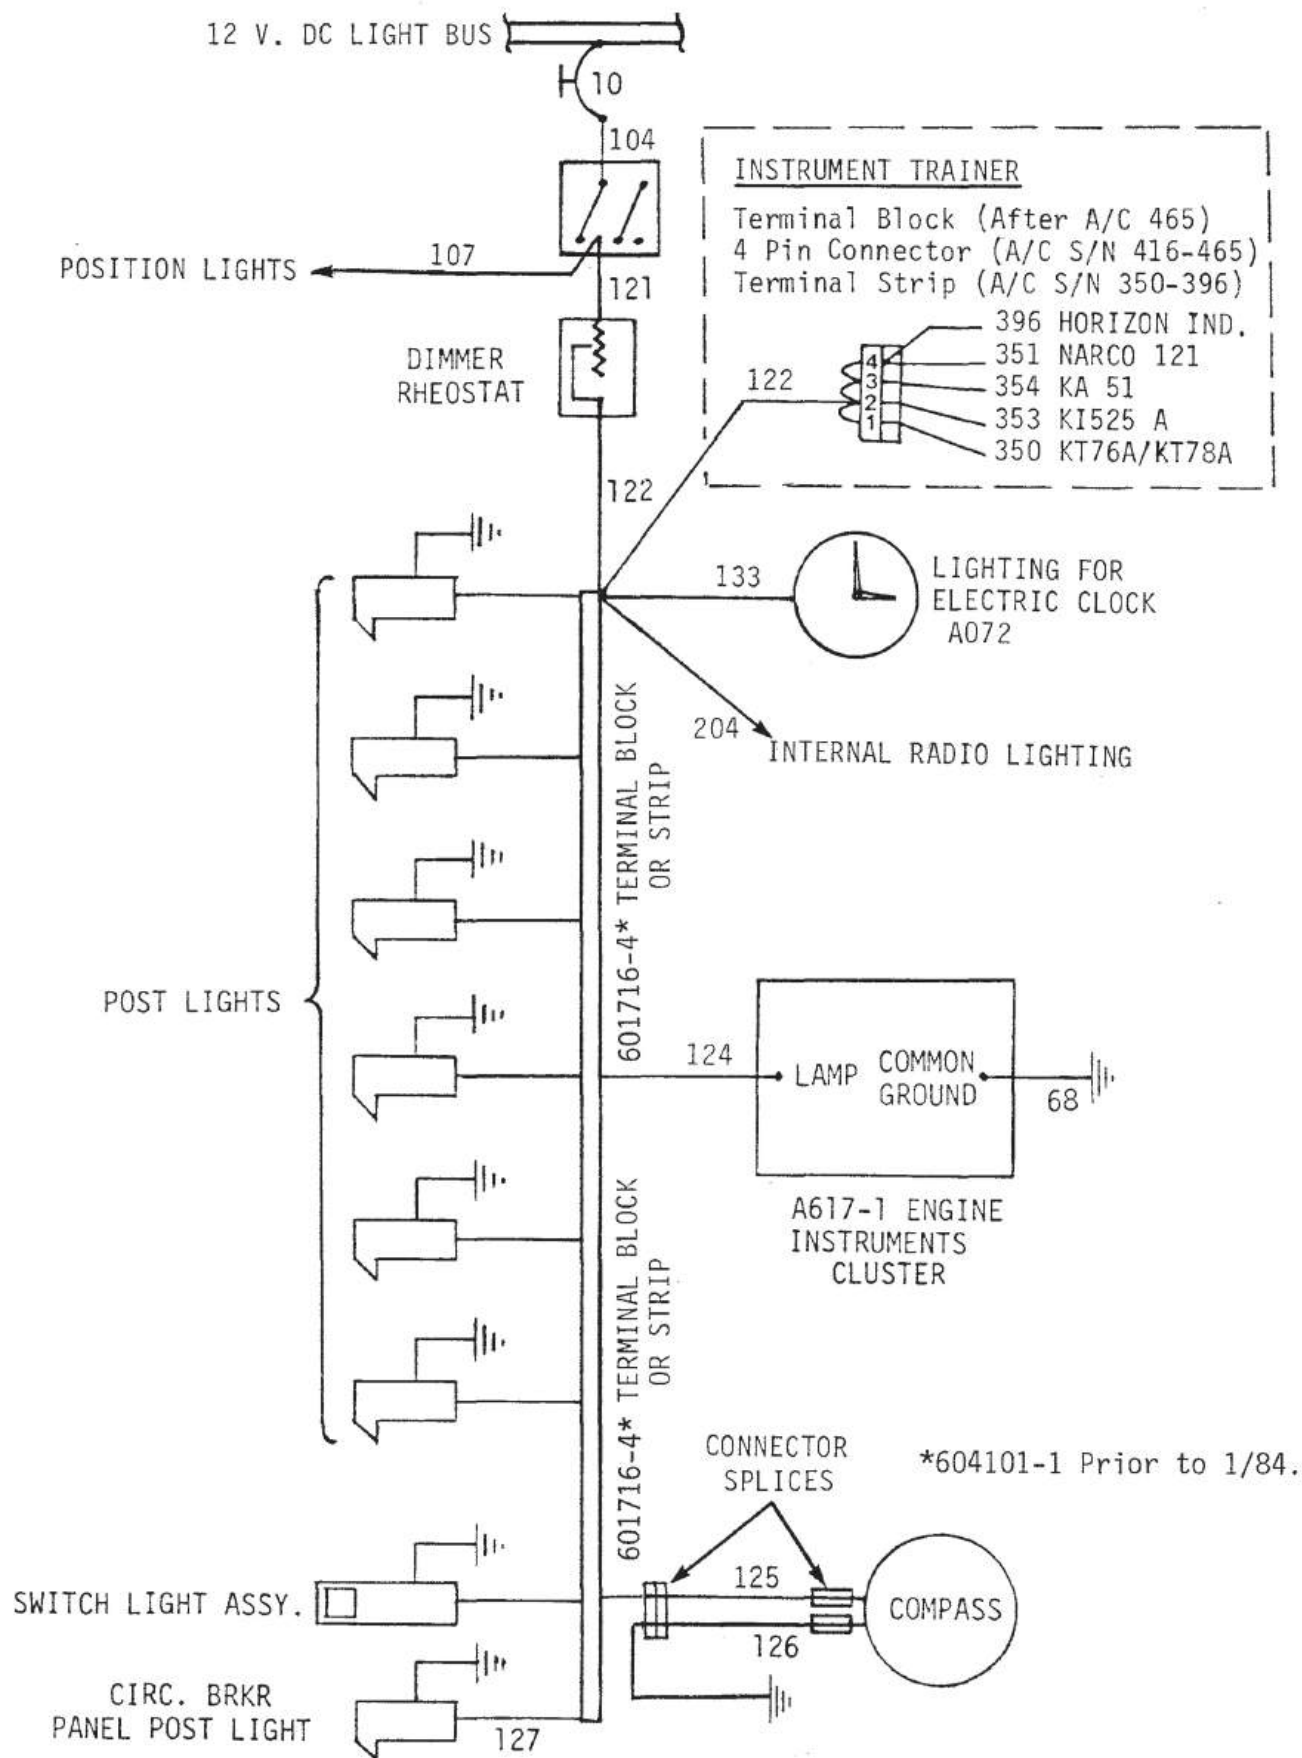 12 V. DC LIGHT BUS
10
104
INSTRUMENT TRAINER
Terminal Block (After A/C 465)
4 Pin Connector (A/C S/N 416-465)
Terminal Strip (A/C S/N 350-396)
396 HORIZON IND.
351 NARCO 121
354 KA 51
353 KI525 A
350 KT76A/KT78A
4
3
2
1
122
POSITION LIGHTS
107
121
DIMMER
RHEOSTAT
122
133
LIGHTING FOR
ELECTRIC CLOCK
A072
204
INTERNAL RADIO LIGHTING
601716-4* TERMINAL BLOCK
OR STRIP
POST LIGHTS
124
LAMP
COMMON
GROUND
68
A617-1 ENGINE
INSTRUMENTS
CLUSTER
601716-4* TERMINAL BLOCK
OR STRIP
CONNECTOR
SPLICES
*604101-1 Prior to 1/84.
SWITCH LIGHT ASSY.
125
126
COMPASS
CIRC. BRKR
PANEL POST LIGHT
127